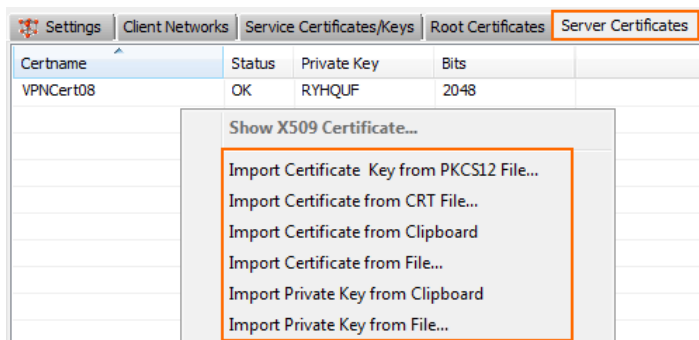 Settings Client Networks Service Certificates/Keys Root Certificates Server Certificates
Certname Status Private Key Bits
VPNCert08 OK RYHQUF 2048
Show X509 Certificate...
Import Certificate Key from PKCS12 File...
Import Certificate from CRT File...
Import Certificate from Clipboard
Import Certificate from File...
Import Private Key from Clipboard
Import Private Key from File...